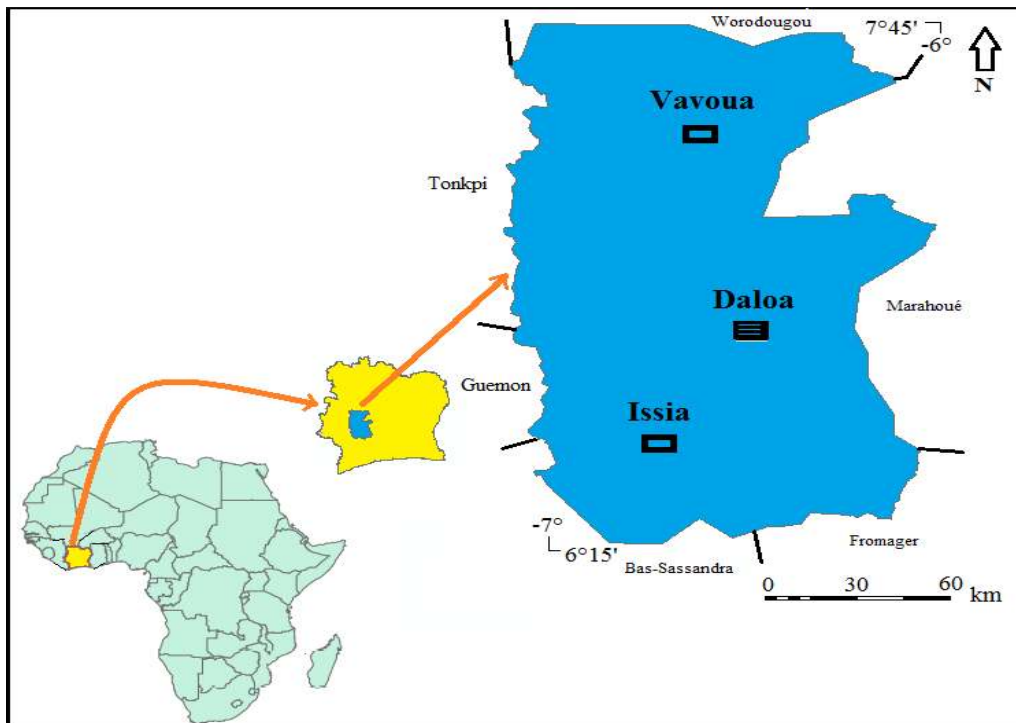 Worodougou
7°45'
-6°
N
Vavoua
Tonkpi
Daloa
Marahoué
Guemon
Issia
-7°
6°15'
Fromager
Bas-Sassandra
0 30 60 km